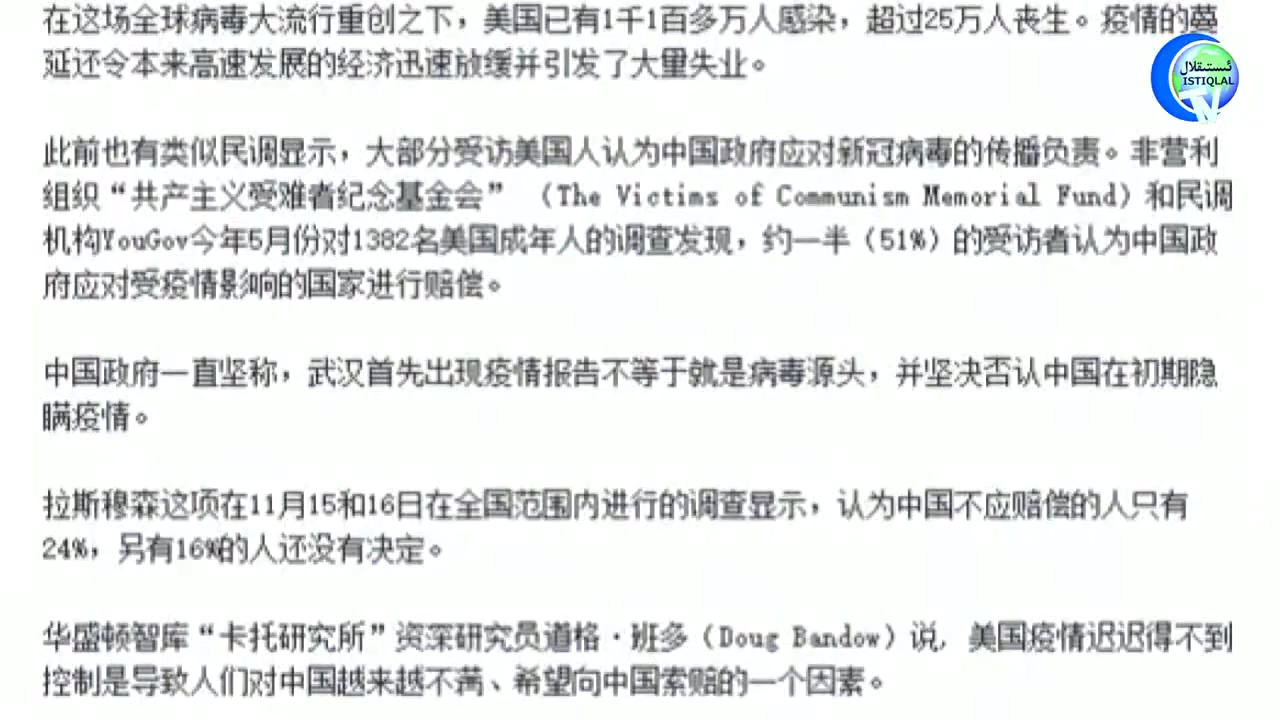 在这场全球病毒大流行重创之下，美国已有1千1百多万人感染，超过25万人丧生。疫情的蔓
延还令本来高速发展的经济迅速放缓并引发了大量失业。
ئىستىقلال
ISTIQLAL
TV
此前也有类似民调显示，大部分受访美国人认为中国政府应对新冠病毒的传播负责。非营利
组织“共产主义受难者纪念基金会” （The Victims of Communism Memorial Fund）和民调
机构YouGov今年5月份对1382名美国成年人的调查发现，约一半（51%）的受访者认为中国政
府应对受疫情影响的国家进行赔偿。
中国政府一直坚称，武汉首先出现疫情报告不等于就是病毒源头，并坚决否认中国在初期隐
瞒疫情。
拉斯穆森这项在11月15和16日在全国范围内进行的调查显示，认为中国不应赔偿的人只有
24%，另有16%的人还没有决定。
华盛顿智库“卡托研究所”资深研究员道格·班多（Doug Bandow）说, 美国疫情迟迟得不到
控制是导致人们对中国越来越不满、希望向中国索赔的一个因素。